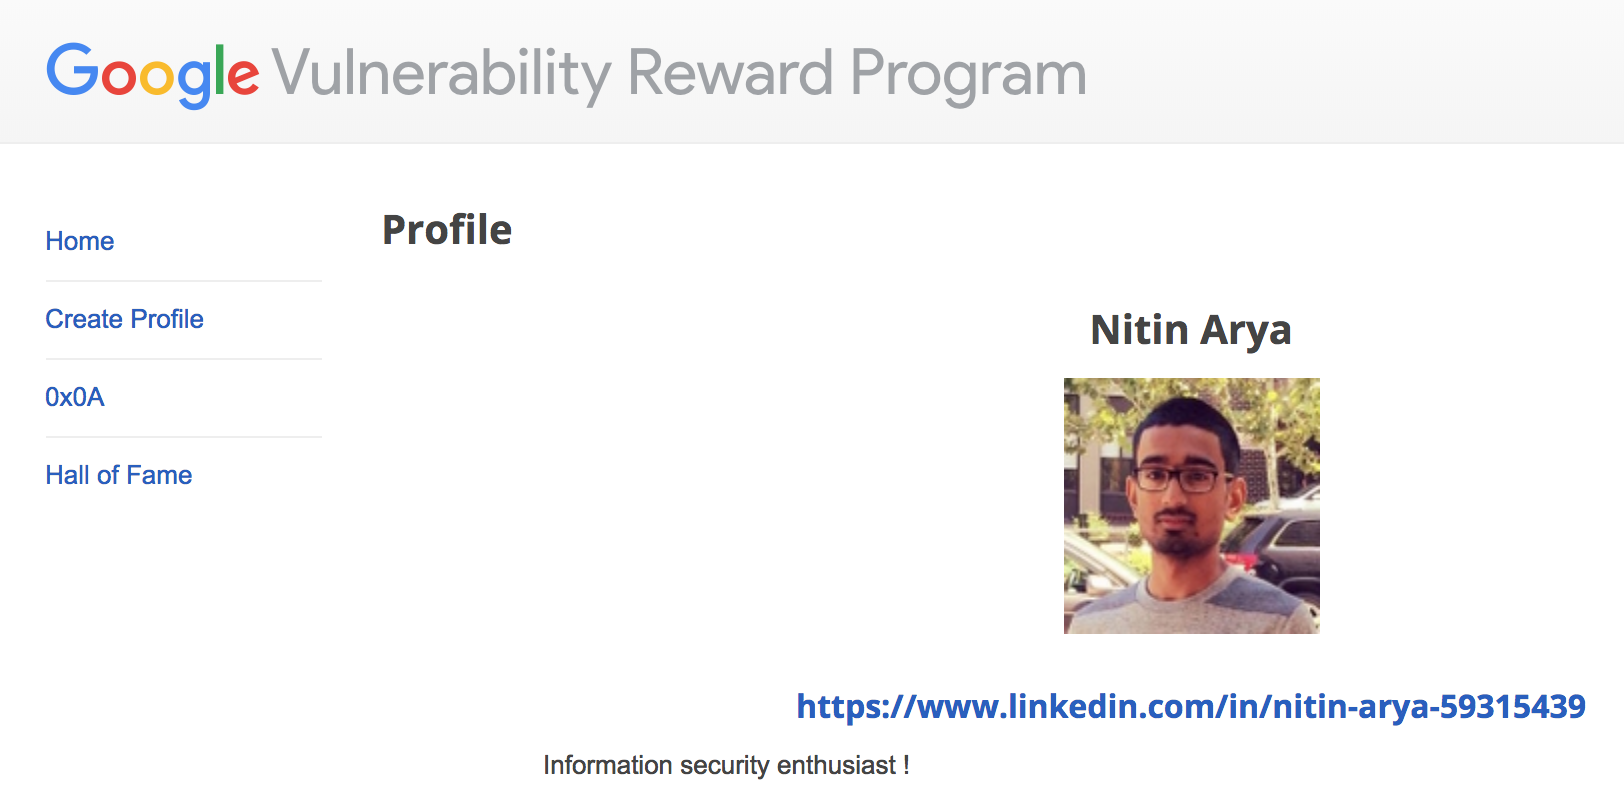 Google Vulnerability Reward Program
Home
Create Profile
0x0A
Hall of Fame
Profile
Nitin Arya
https://www.linkedin.com/in/nitin-arya-59315439
Information security enthusiast !